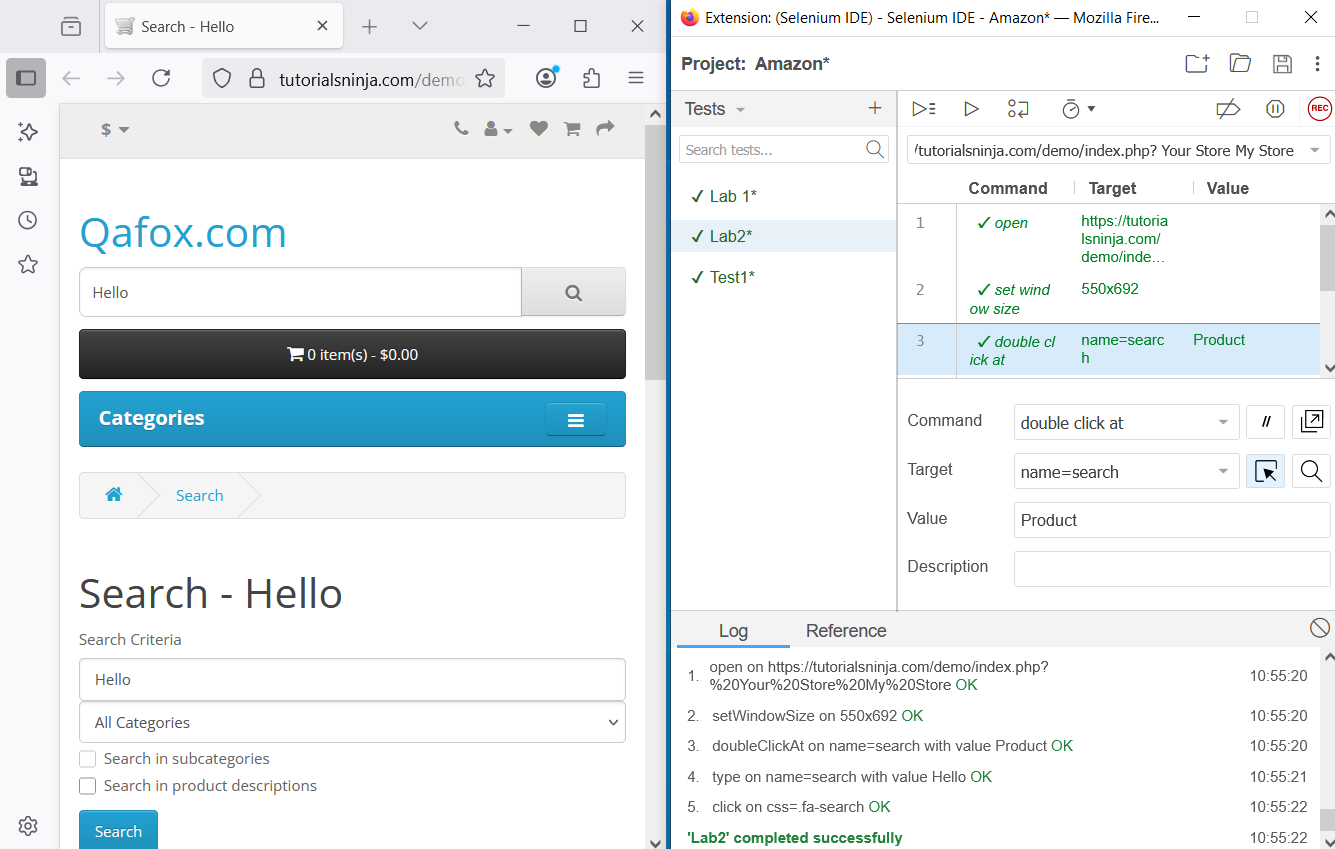 Search - Hello
tutorialsninja.com/demo
$
Qafox.com
Hello
0 item(s) - $0.00
Categories
Search
Search - Hello
Search Criteria
Hello
All Categories
Search in subcategories
Search in product descriptions
Search
Extension: (Selenium IDE) - Selenium IDE - Amazon* — Mozilla Fire...
Project: Amazon*
Tests
+
REC
Search tests...
/tutorialsninja.com/demo/index.php? Your Store My Store
Lab 1*
Lab2*
Test1*
Command Target Value
1 ✓ open https://tutoria
lsninja.com/
demo/inde...
2 ✓ set wind 550x692
ow size
3 ✓ double cl name=searc Product
ick at h
Command double click at //
Target name=search
Value Product
Description
Log Reference
1. open on https://tutorialsninja.com/demo/index.php?
%20Your%20Store%20My%20Store OK 10:55:20
2. setWindowSize on 550x692 OK 10:55:20
3. doubleClickAt on name=search with value Product OK 10:55:20
4. type on name=search with value Hello OK 10:55:21
5. click on css=.fa-search OK 10:55:22
'Lab2' completed successfully 10:55:22